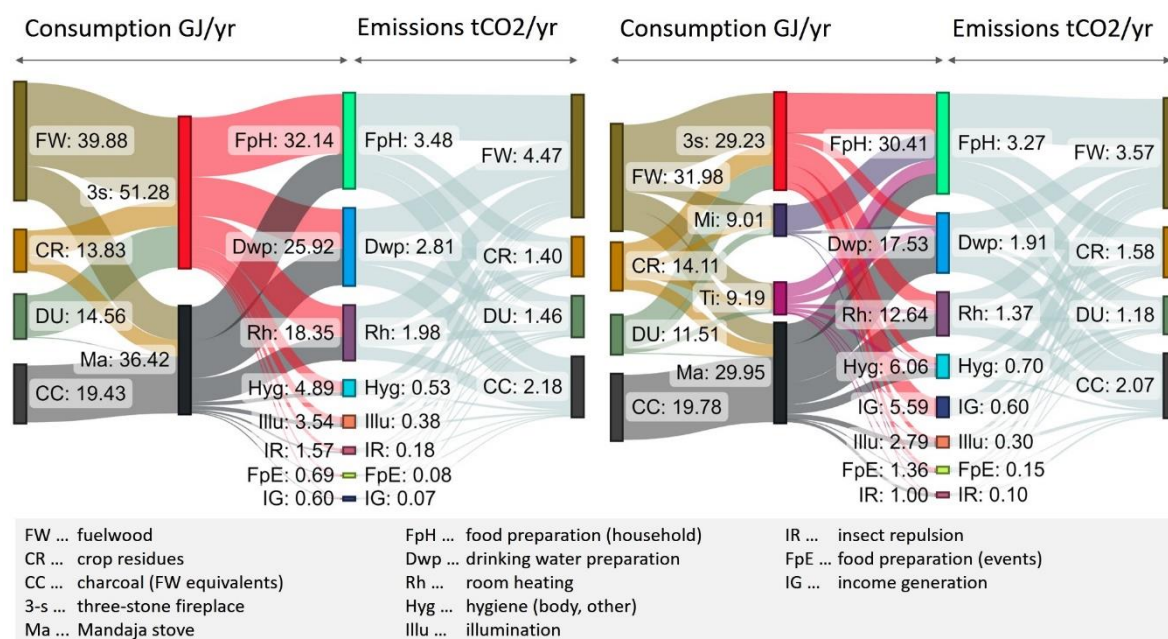 Consumption GJ/yr
Emissions tCO2/yr
FW: 39.88
3s: 51.28
CR: 13.83
DU: 14.56
Ma: 36.42
CC: 19.43
FpH: 32.14
Dwp: 25.92
Rh: 18.35
Hyg: 4.89
Illu: 3.54
IR: 1.57
FpE: 0.69
IG: 0.60
FpH: 3.48
Dwp: 2.81
Rh: 1.98
Hyg: 0.53
Illu: 0.38
IR: 0.18
FpE: 0.08
IG: 0.07
FW: 4.47
CR: 1.40
DU: 1.46
CC: 2.18
Consumption GJ/yr
Emissions tCO2/yr
3s: 29.23
FW: 31.98
Mi: 9.01
CR: 14.11
Ti: 9.19
DU: 11.51
Ma: 29.95
CC: 19.78
FpH: 30.41
Dwp: 17.53
Rh: 12.64
Hyg: 6.06
IG: 5.59
Illu: 2.79
FpE: 1.36
IR: 1.00
FpH: 3.27
Dwp: 1.91
Rh: 1.37
Hyg: 0.70
IG: 0.60
Illu: 0.30
FpE: 0.15
IR: 0.10
FW: 3.57
CR: 1.58
DU: 1.18
CC: 2.07
FW ... fuelwood
CR ... crop residues
CC ... charcoal (FW equivalents)
3-s ... three-stone fireplace
Ma ... Mandaja stove
FpH ... food preparation (household)
Dwp ... drinking water preparation
Rh ... room heating
Hyg ... hygiene (body, other)
Illu ... illumination
IR ... insect repulsion
FpE ... food preparation (events)
IG ... income generation